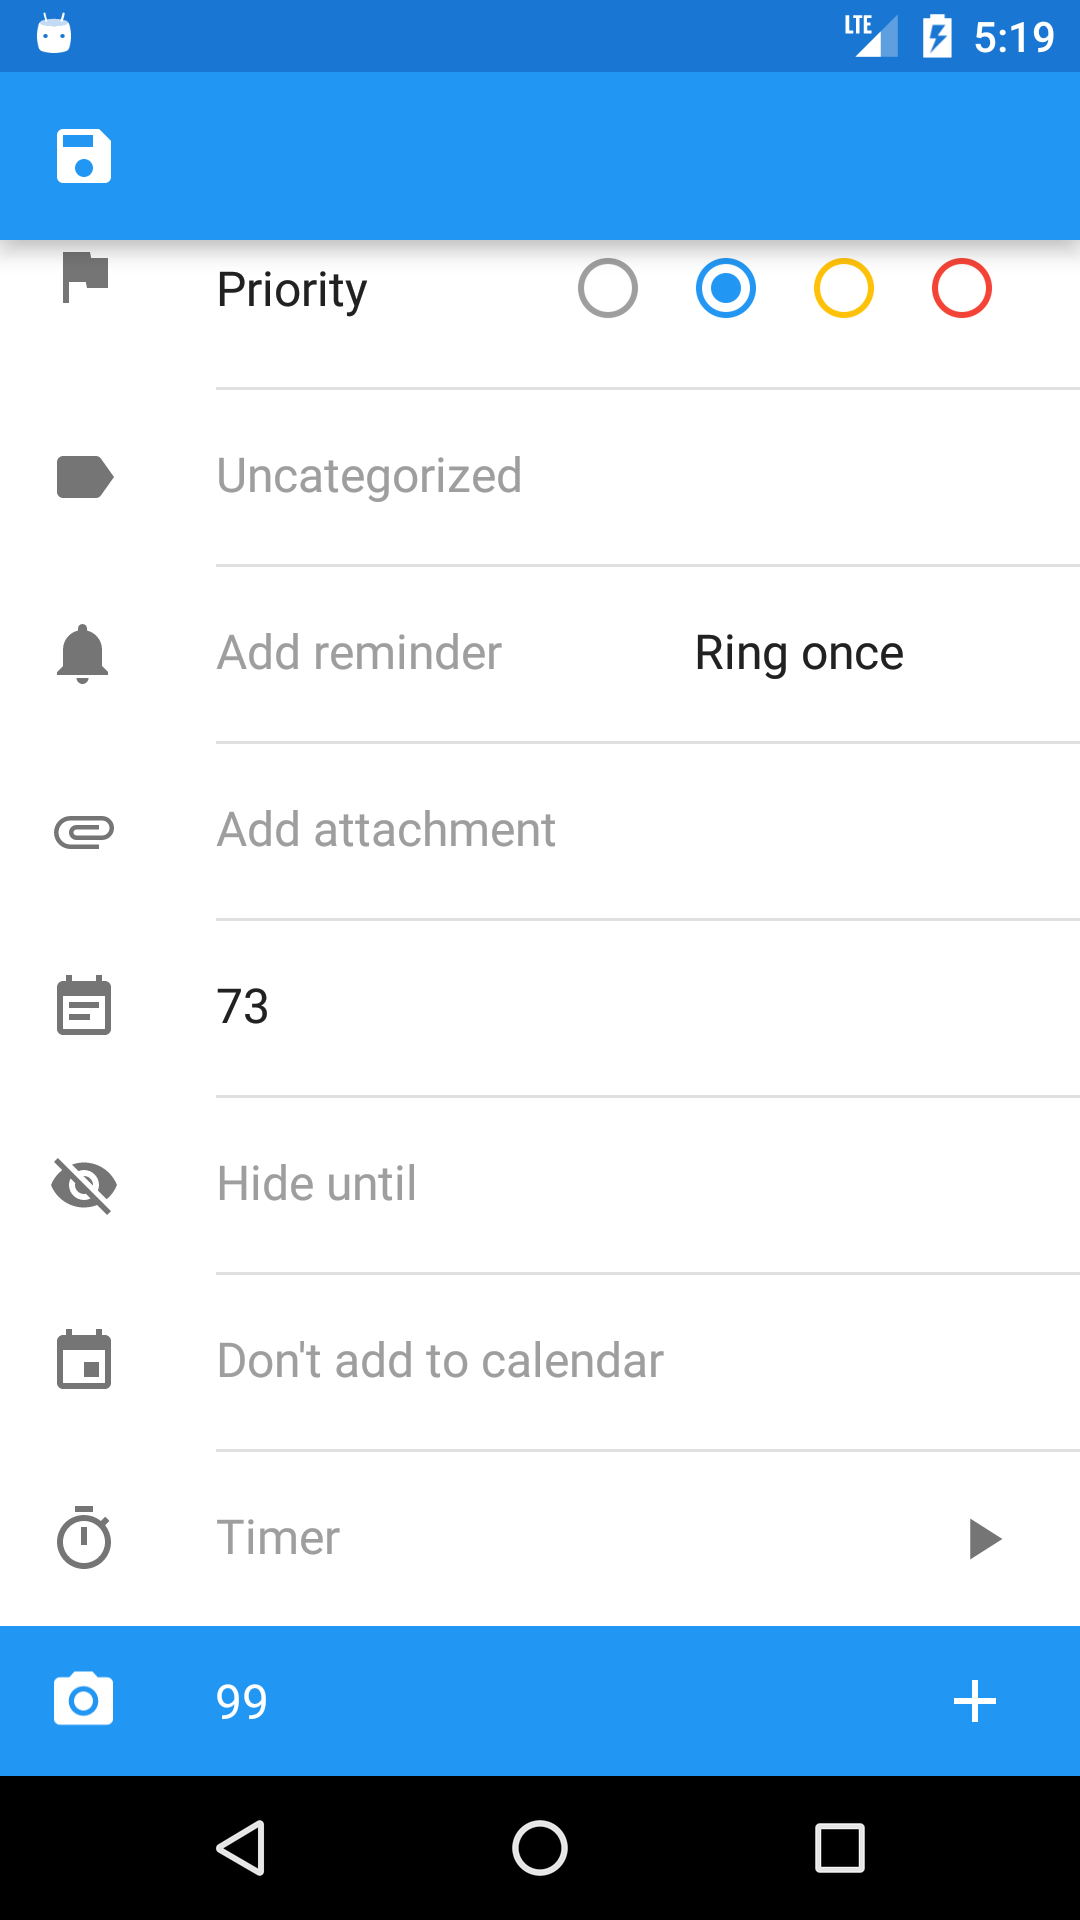 LTE 5:19
Priority
Uncategorized
Add reminder Ring once
Add attachment
73
Hide until
Don't add to calendar
Timer
99